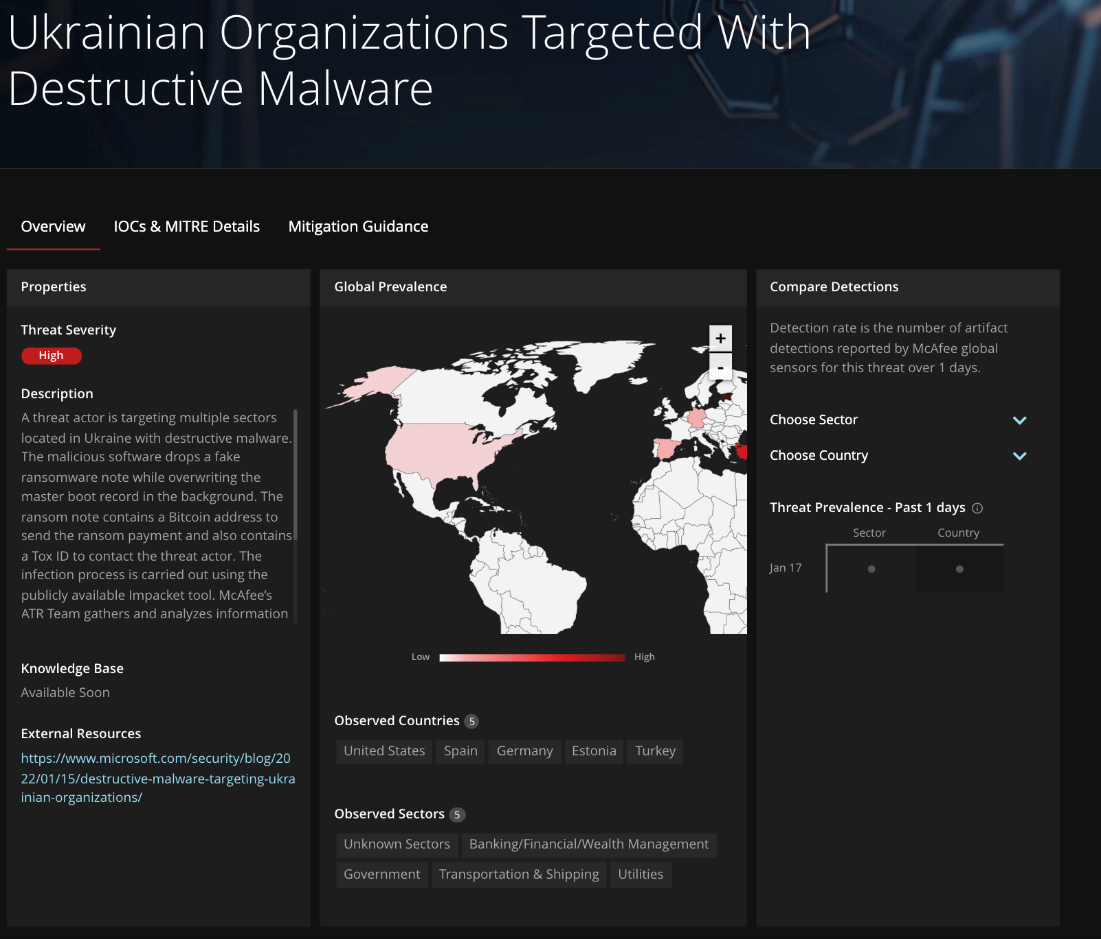 Ukrainian Organizations Targeted With
Destructive Malware
Overview
IOCs & MITRE Details
Mitigation Guidance
Properties
Threat Severity
High
Description
A threat actor is targeting multiple sectors
located in Ukraine with destructive malware.
The malicious software drops a fake
ransomware note while overwriting the
master boot record in the background. The
ransom note contains a Bitcoin address to
send the ransom payment and also contains
a Tox ID to contact the threat actor. The
infection process is carried out using the
publicly available Impacket tool. McAfee's
ATR Team gathers and analyzes information
Knowledge Base
Available Soon
External Resources
https://www.microsoft.com/security/blog/20
22/01/15/destructive-malware-targeting-ukra
inian-organizations/
Global Prevalence
+
-
Low
High
Observed Countries 5
United States
Spain
Germany
Estonia
Turkey
Observed Sectors 5
Unknown Sectors
Banking/Financial/Wealth Management
Government
Transportation & Shipping
Utilities
Compare Detections
Detection rate is the number of artifact
detections reported by McAfee global
sensors for this threat over 1 days.
Choose Sector
Choose Country
Threat Prevalence - Past 1 days
Sector
Country
Jan 17